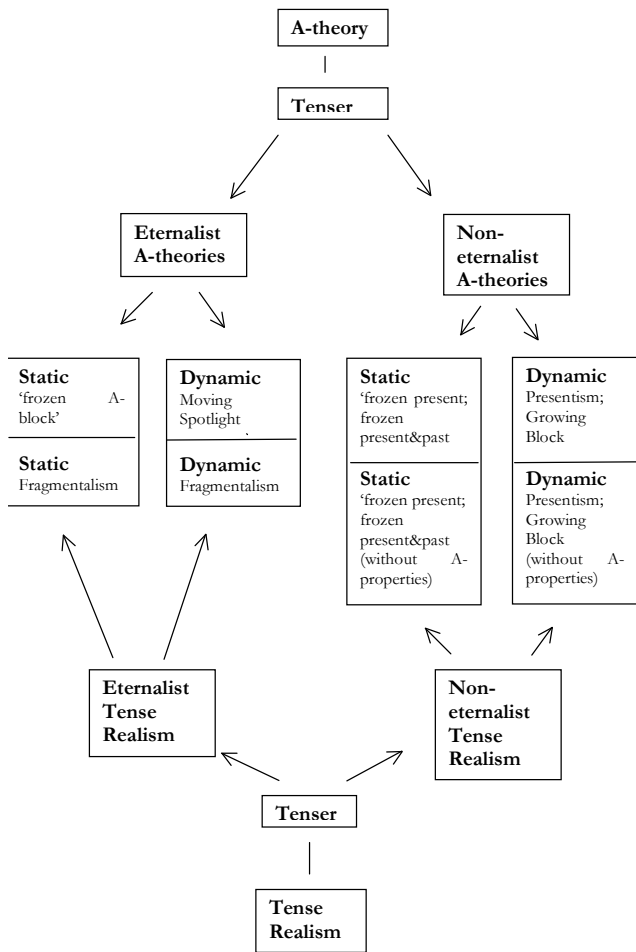 A-theory
Tenser
Eternalist
A-theories
Non-
eternalist
A-theories
Static
‘frozen A-
block’
Static
Fragmentalism
Dynamic
Moving
Spotlight
Dynamic
Fragmentalism
Static
‘frozen present;
frozen
present&past
Static
‘frozen present;
frozen
present&past
(without A-
properties)
Dynamic
Presentism;
Growing
Block
Dynamic
Presentism;
Growing
Block
(without A-
properties)
Eternalist
Tense
Realism
Non-
eternalist
Tense
Realism
Tenser
Tense
Realism